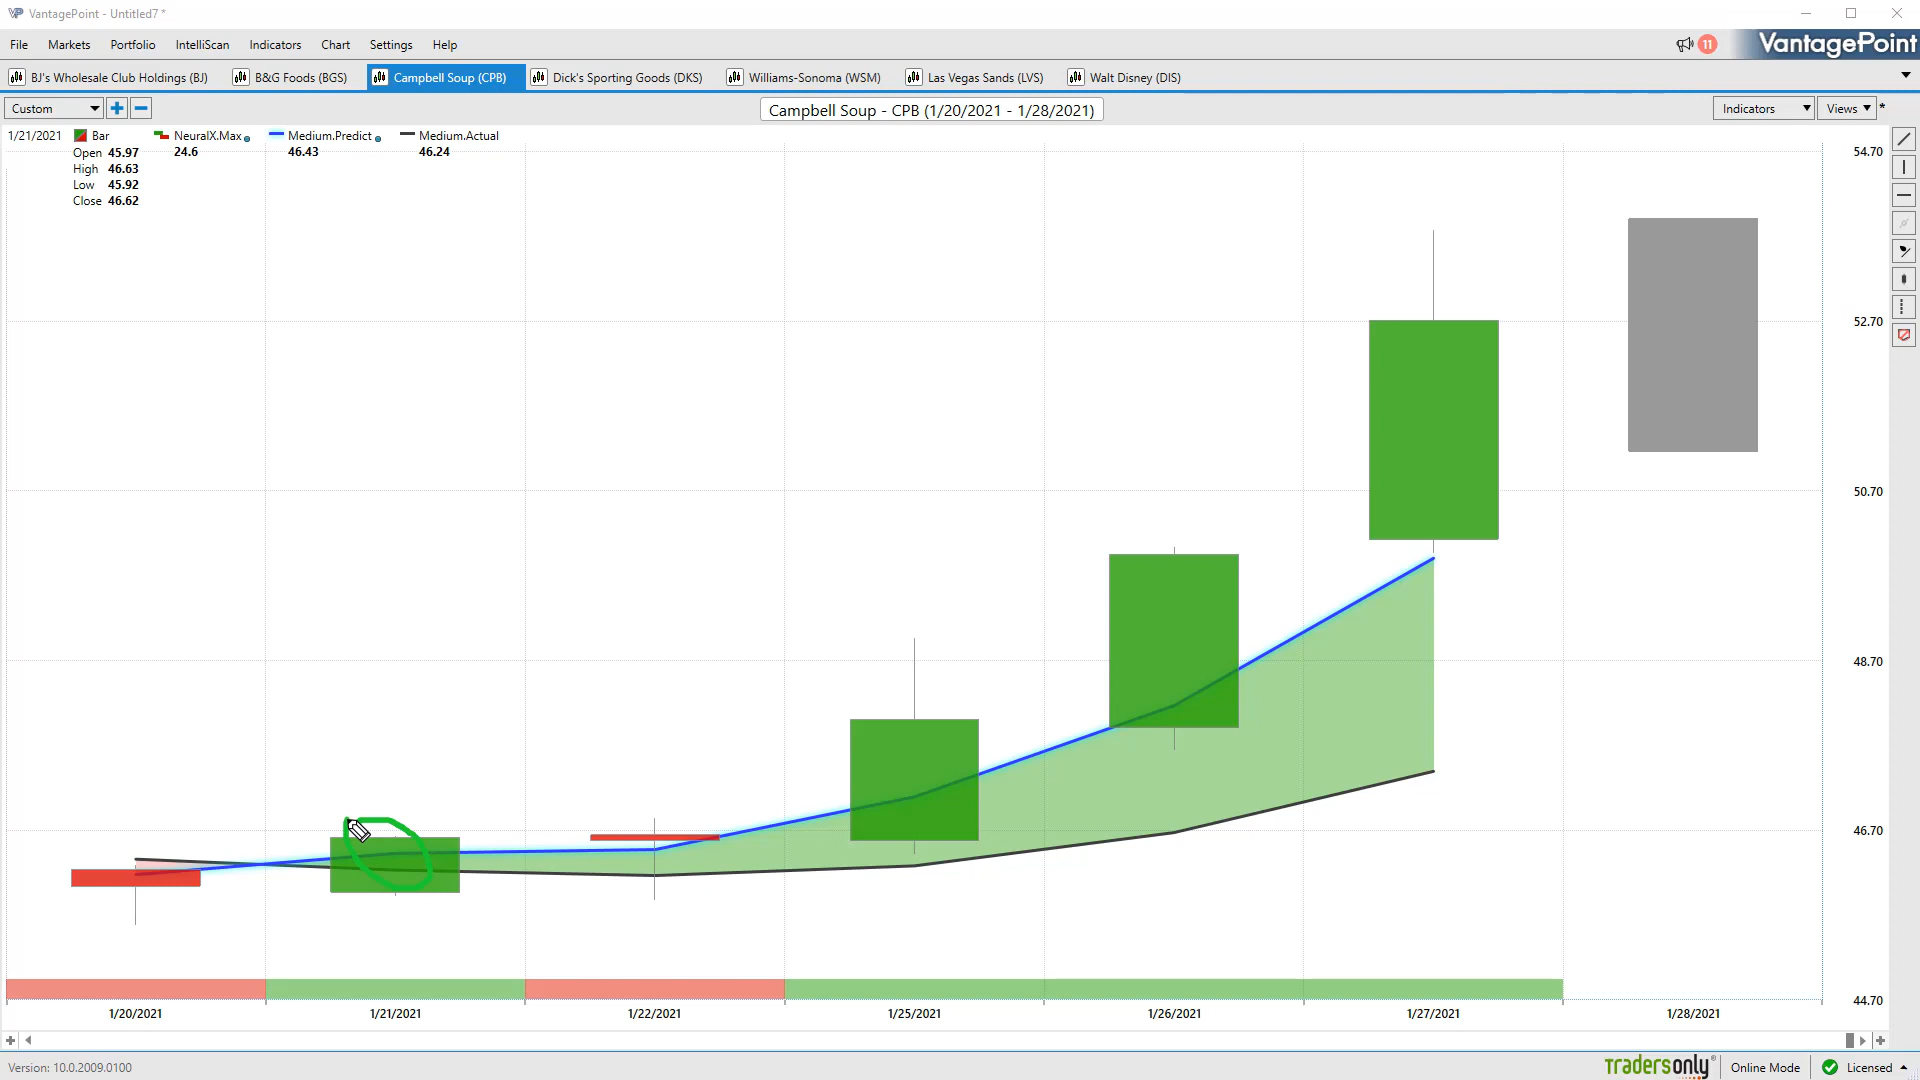 VP VantagePoint - Untitled7 *
File Markets Portfolio IntelliScan Indicators Chart Settings Help 11 VantagePoint
BJ's Wholesale Club Holdings (BJ) B&G Foods (BGS) Campbell Soup (CPB) Dick's Sporting Goods (DKS) Williams-Sonoma (WSM) Las Vegas Sands (LVS) Walt Disney (DIS)
Custom Campbell Soup - CPB (1/20/2021 - 1/28/2021) Indicators Views *
1/21/2021 Bar NeuralX.Max Medium.Predict Medium.Actual
Open 45.97 24.6 46.43 46.24
High 46.63
Low 45.92
Close 46.62
54.70
52.70
50.70
48.70
46.70
44.70
1/20/2021 1/21/2021 1/22/2021 1/25/2021 1/26/2021 1/27/2021 1/28/2021
Version: 10.0.2009.0100 tradersonly® Online Mode Licensed